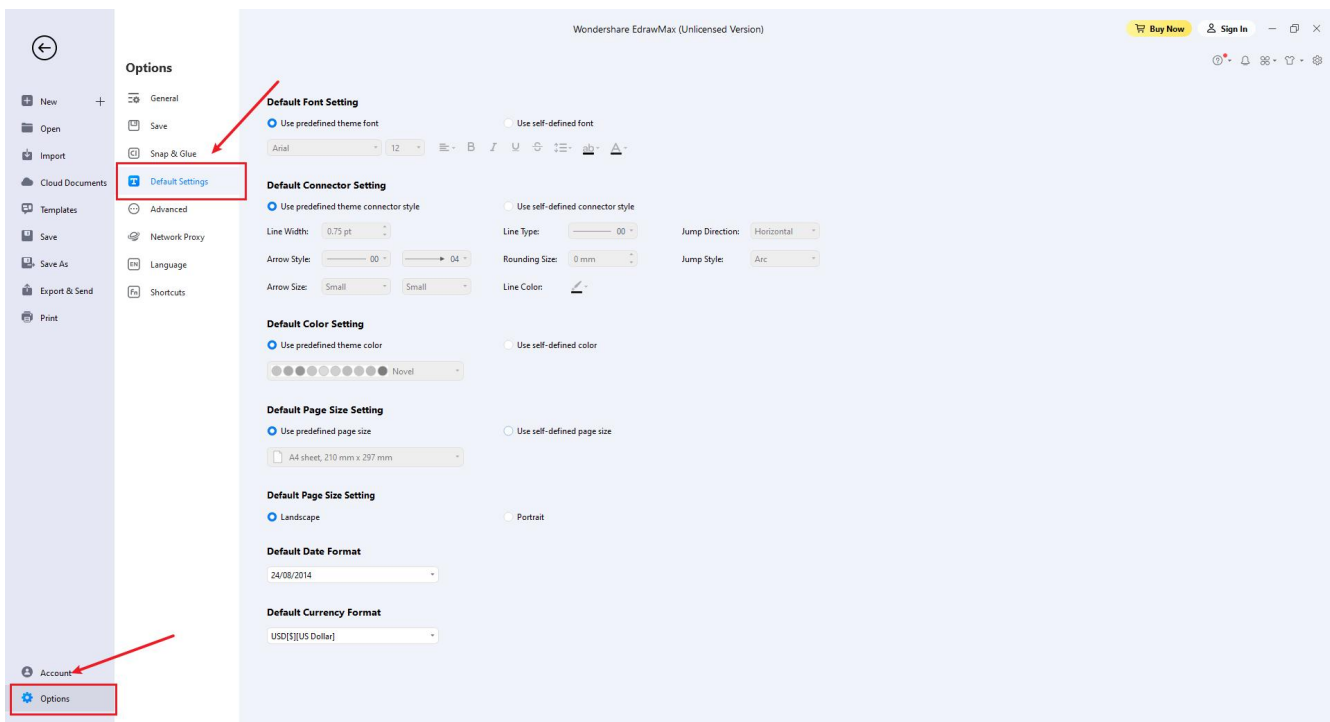 Wondershare EdrawMax (Unlicensed Version)
Buy Now
Sign In
New
Open
Import
Cloud Documents
Templates
Save
Save As
Export & Send
Print
Account
Options
Options
General
Save
Snap & Glue
Default Settings
Advanced
Network Proxy
EN Language
Fn Shortcuts
Default Font Setting
Use predefined theme font Use self-defined font
Arial 12 B I U S ab A
Default Connector Setting
Use predefined theme connector style Use self-defined connector style
Line Width: 0.75 pt Line Type: 00 Jump Direction: Horizontal
Arrow Style: 00 04 Rounding Size: 0 mm Jump Style: Arc
Arrow Size: Small Small Line Color:
Default Color Setting
Use predefined theme color Use self-defined color
Novel
Default Page Size Setting
Use predefined page size Use self-defined page size
A4 sheet, 210 mm x 297 mm
Default Page Size Setting
Landscape Portrait
Default Date Format
24/08/2014
Default Currency Format
USD[$][US Dollar]